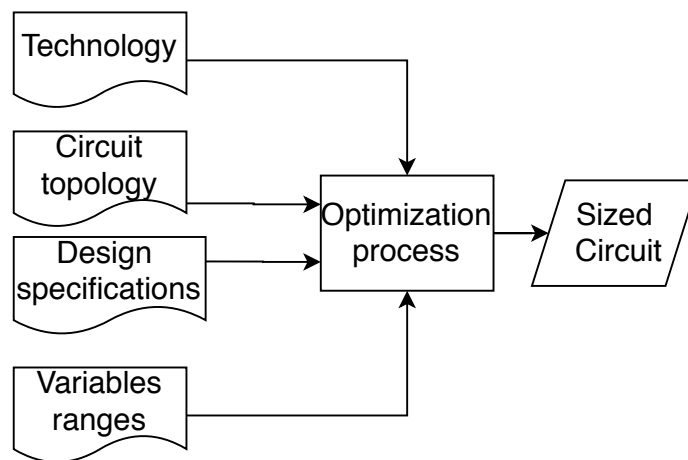 Technology
Circuit
topology
Design
specifications
Variables
ranges
Optimization
process
Sized
Circuit